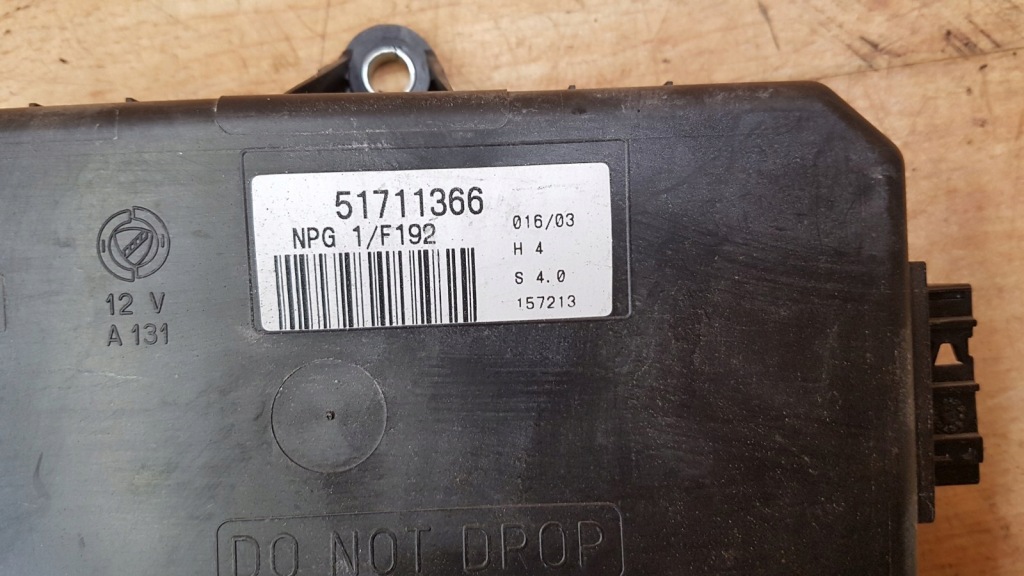 51711366
NPG 1/F192
016/03
H 4
S 4.0
157213
12 V
A 131
DO NOT DROP